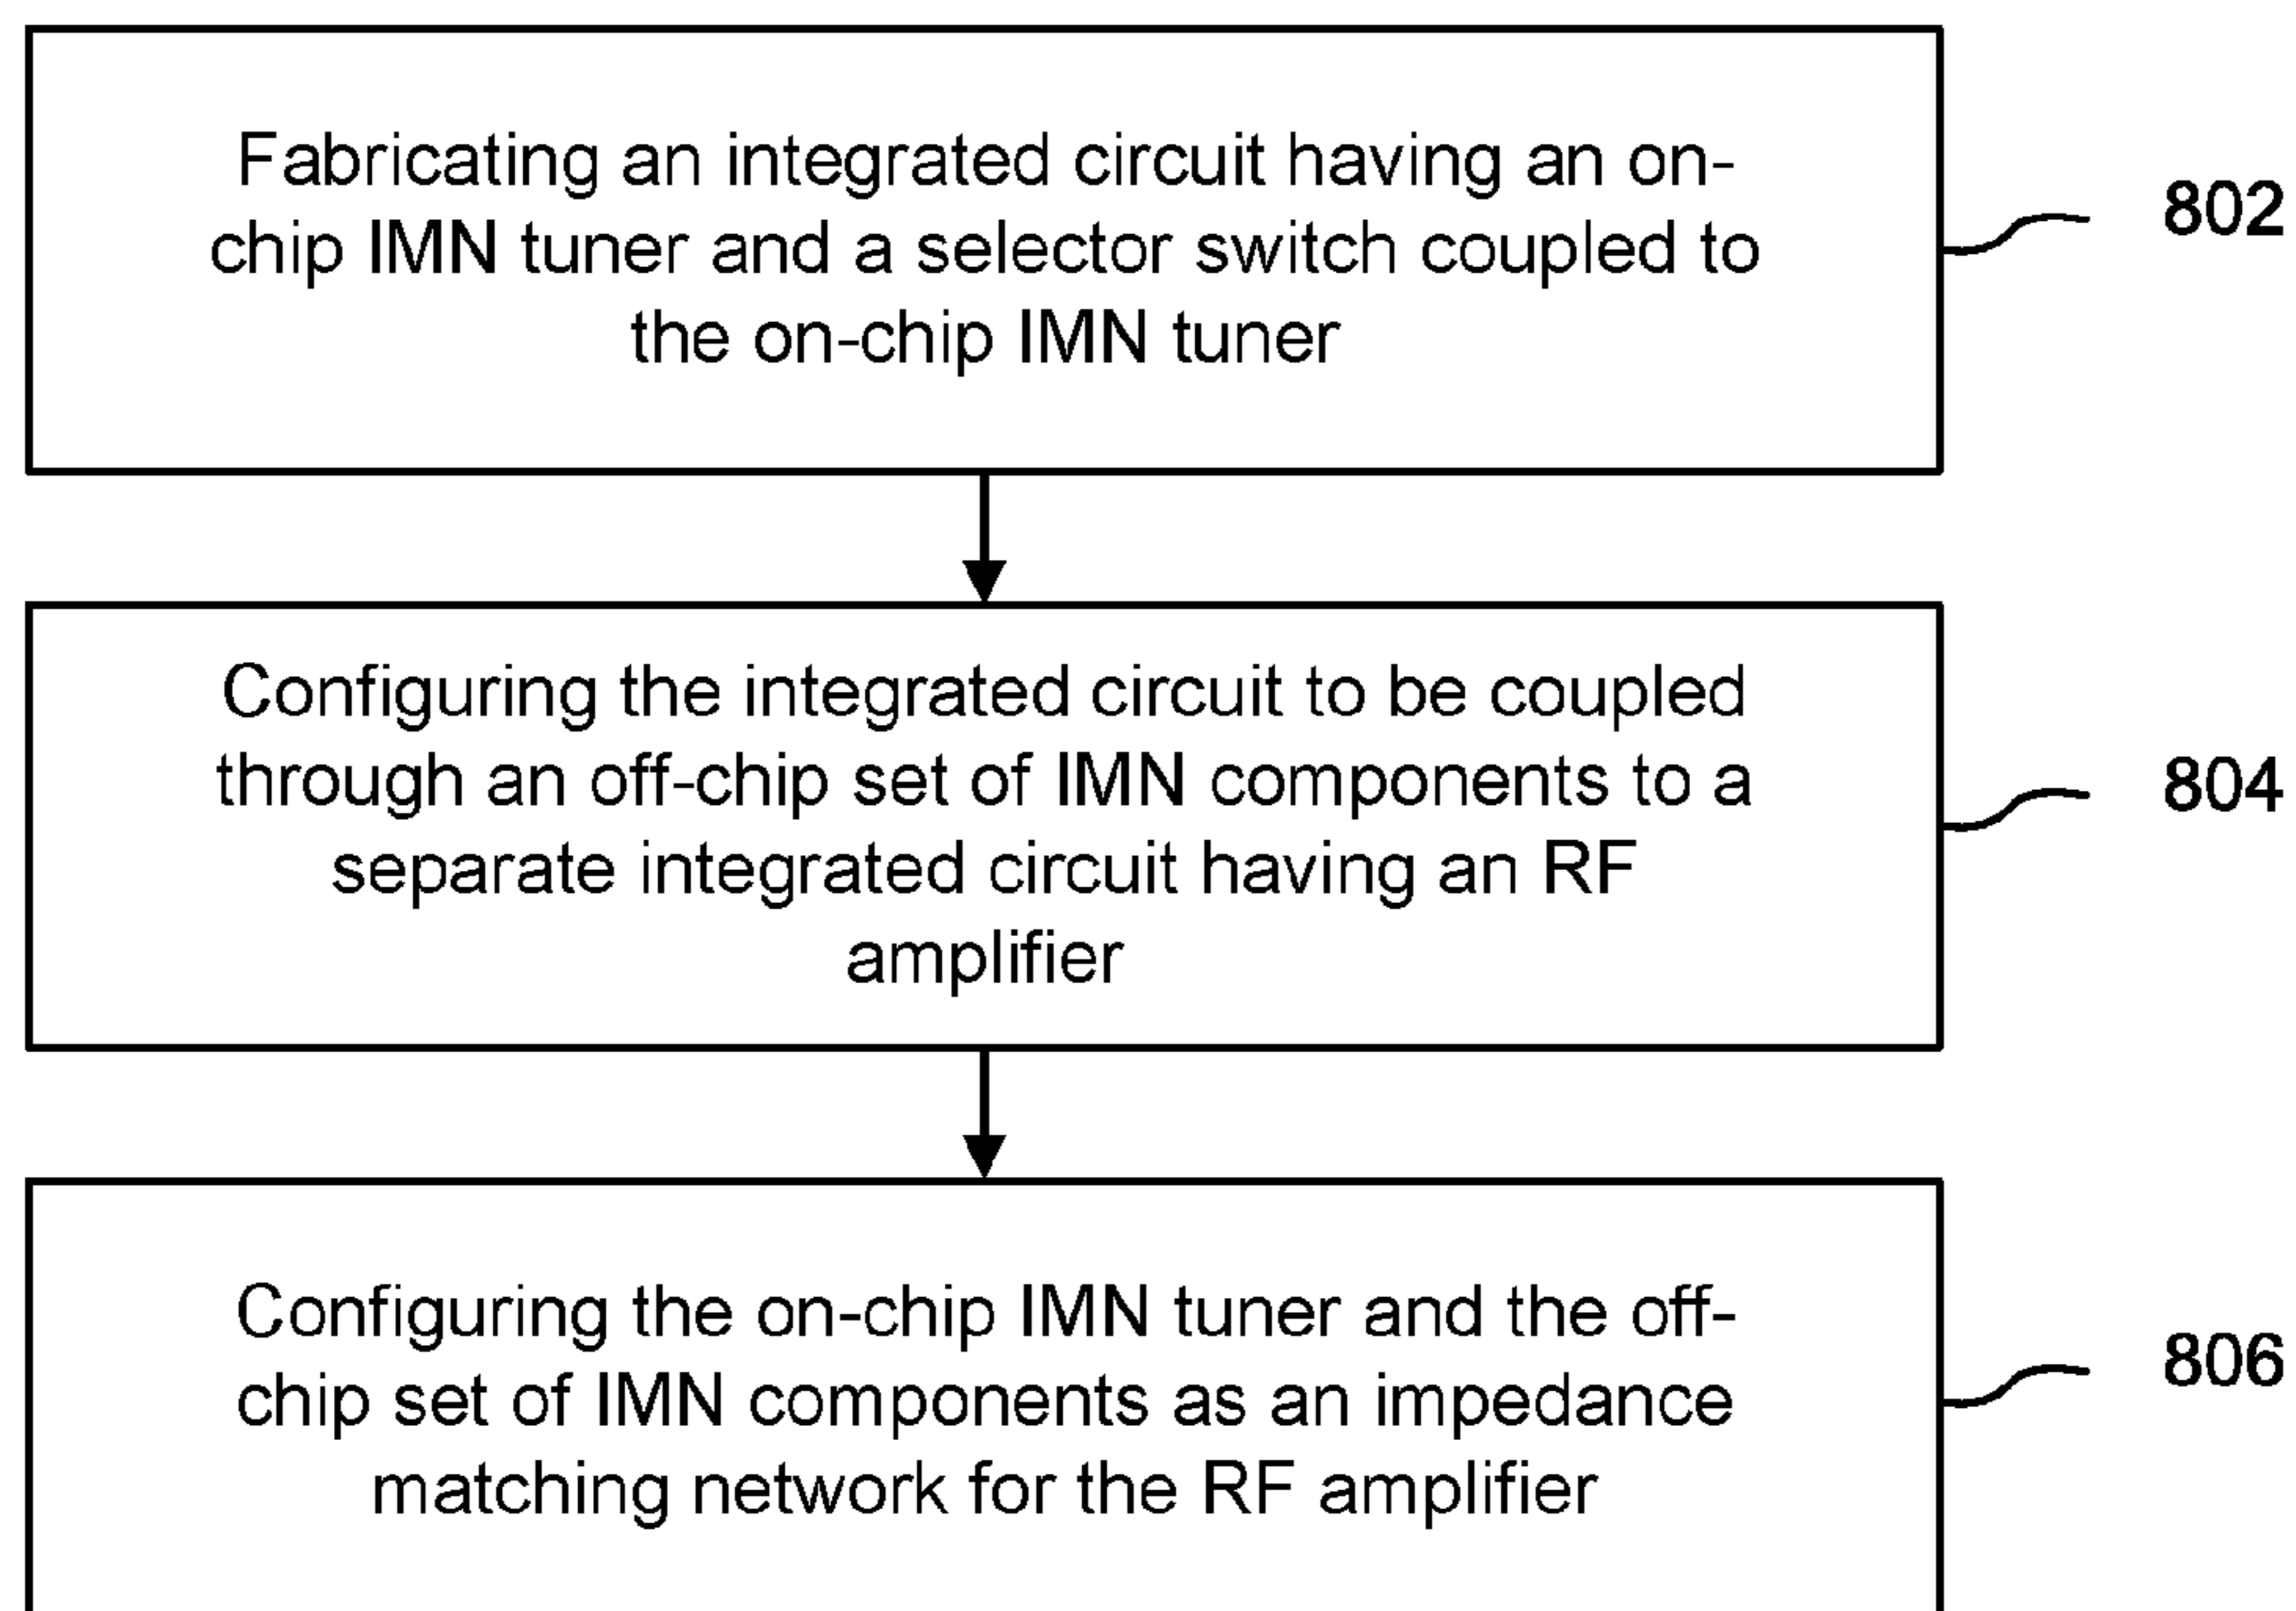 Fabricating an integrated circuit having an on-
chip IMN tuner and a selector switch coupled to
the on-chip IMN tuner
802
Configuring the integrated circuit to be coupled
through an off-chip set of IMN components to a
separate integrated circuit having an RF
amplifier
804
Configuring the on-chip IMN tuner and the off-
chip set of IMN components as an impedance
matching network for the RF amplifier
806